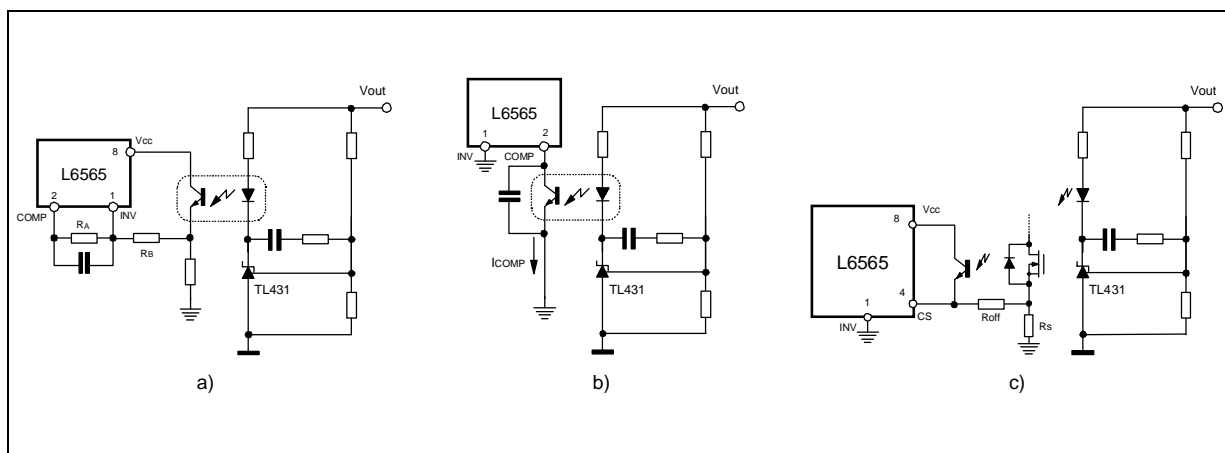 Vout
Vcc
8
L6565
2
1
COMP
INV
RA
RB
TL431
a)
Vout
L6565
1
2
INV
COMP
ICOMP
TL431
b)
Vout
8
Vcc
L6565
4
1
CS
INV
Roff
Rs
TL431
c)